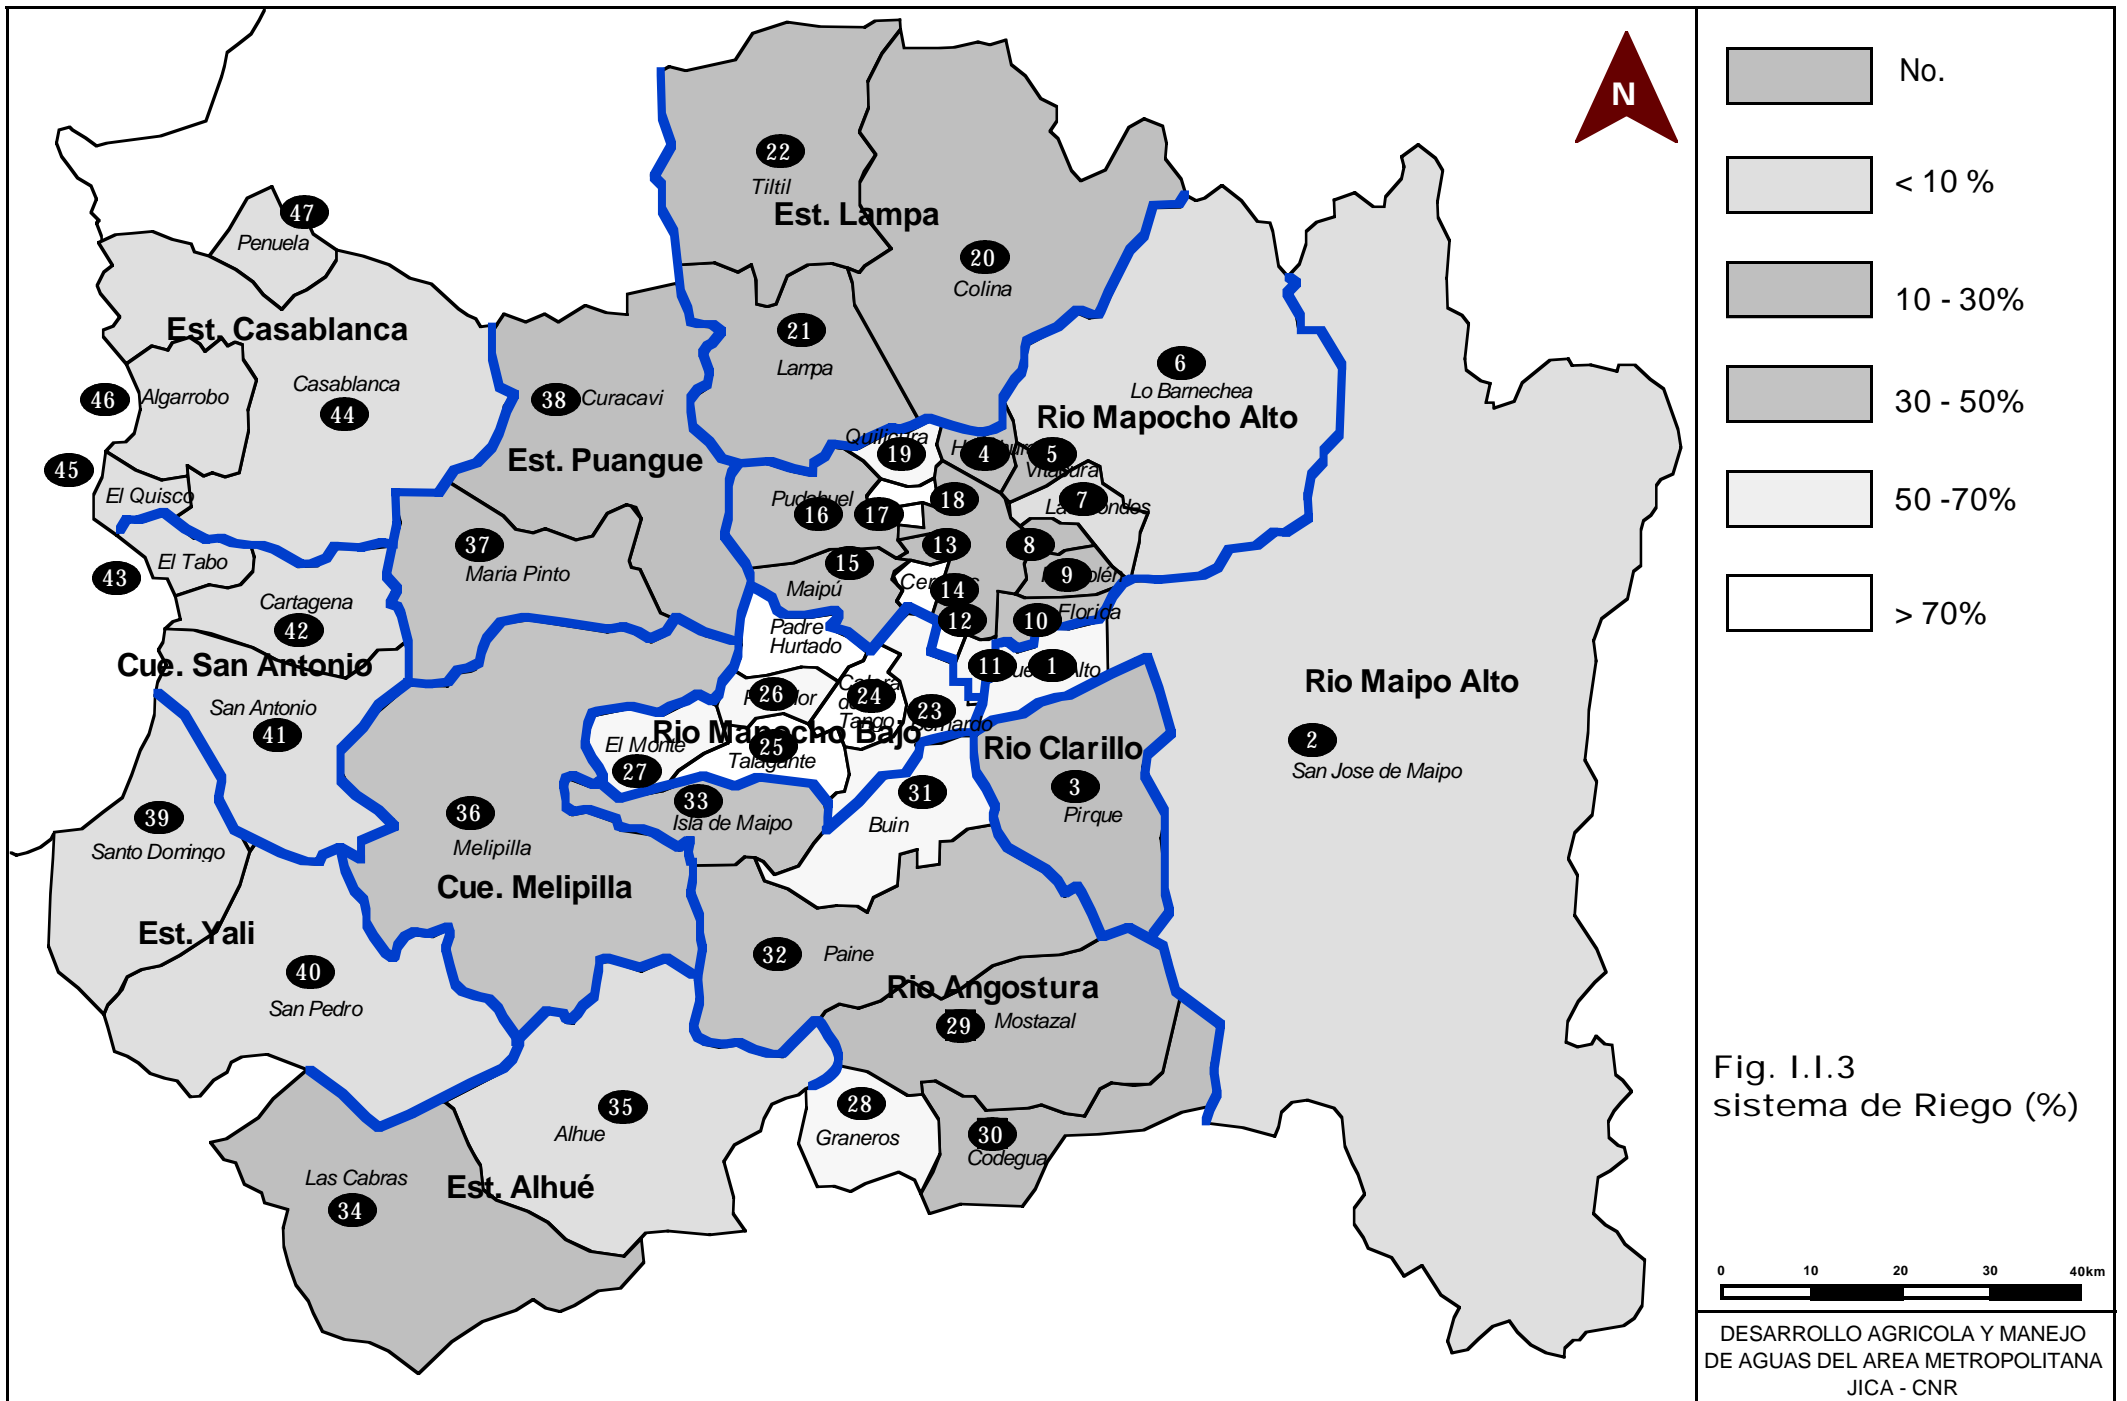 N
22
Tiltil
Est. Lampa
47
Penuela
20
Colina
Est. Casablanca
21
Lampa
6
Lo Barnechea
Rio Mapocho Alto
46
Algarrobo
Casablanca
44
38
Curacavi
Est. Puangue
45
El Quisco
19
4
5
7
Pudahuel
16
17
18
37
Maria Pinto
43
El Tabo
15
Maipú
13
8
9
14
Cartagena
42
12
10
Florida
Padre
Hurtado
Cue. San Antonio
11
1
Alto
Rio Maipo Alto
San Antonio
41
26
24
Tango
23
Rio Mapocho Bajo
El Monte
27
25
Talagante
Rio Clarillo
3
Pirque
2
San Jose de Maipo
39
Santo Domingo
36
Melipilla
Cue. Melipilla
33
Isla de Maipo
31
Buin
Est. Yali
40
San Pedro
32
Paine
Rio Angostura
29
Mostazal
35
Alhue
28
Graneros
30
Codegua
Las Cabras
34
Est. Alhué
No.
< 10 %
10 - 30%
30 - 50%
50 -70%
> 70%
Fig. I.I.3
sistema de Riego (%)
0 10 20 30 40km
DESARROLLO AGRICOLA Y MANEJO
DE AGUAS DEL AREA METROPOLITANA
JICA - CNR